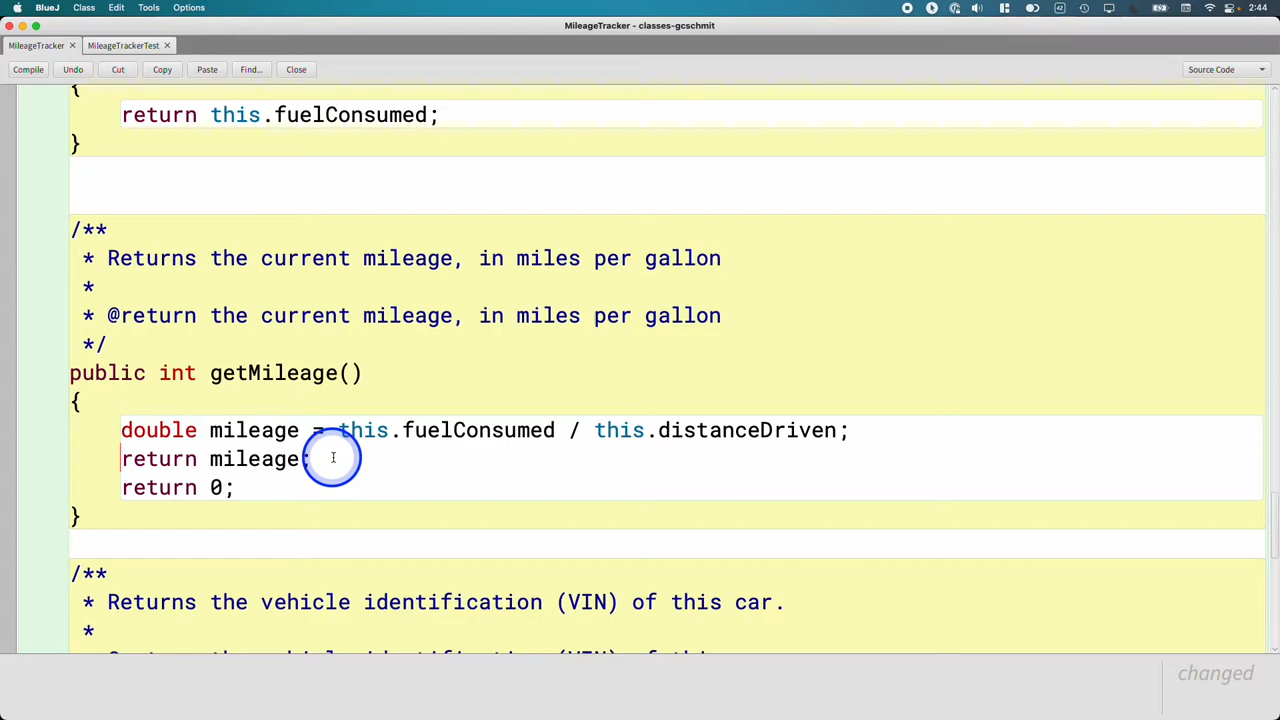 BlueJ Class Edit Tools Options 2:44
MileageTracker - classes-gcschmit
MileageTracker × MileageTrackerTest ×
Compile Undo Cut Copy Paste Find... Close Source Code
{
return this.fuelConsumed;
}
/**
* Returns the current mileage, in miles per gallon
*
* @return the current mileage, in miles per gallon
*/
public int getMileage()
{
double mileage = this.fuelConsumed / this.distanceDriven;
return mileage;
return 0;
}
/**
* Returns the vehicle identification (VIN) of this car.
*
changed